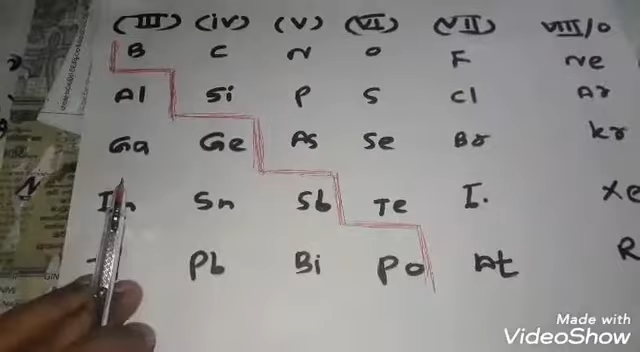 (III) (iv) (v) (VI) (VII) VIII/0
B C N O F Ne
Al Si P S Cl Ar
Ga Ge As Se Br kr
In Sn Sb Te I. Xe
Pb Bi Po At R
Made with
VideoShow